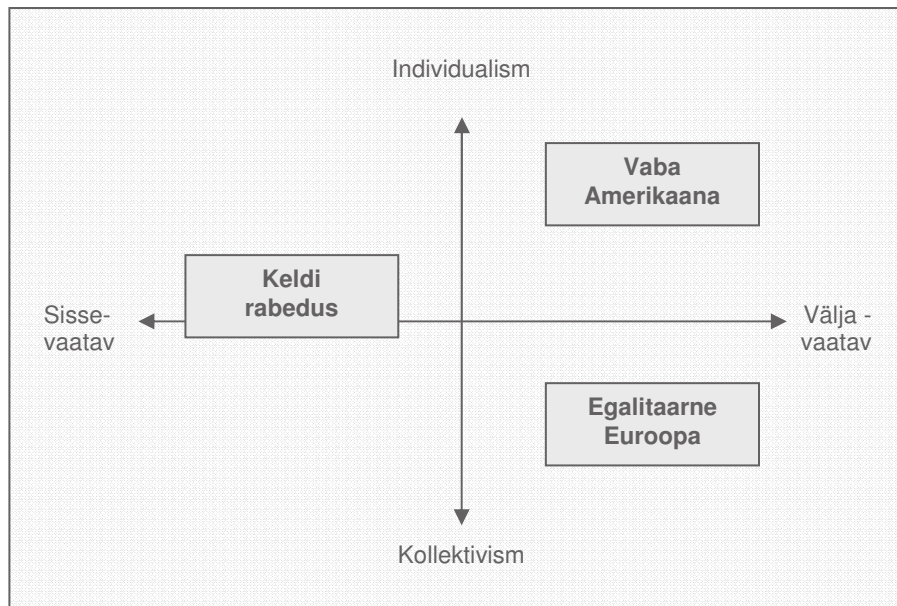 Individualism
Vaba
Amerikaana
Keldi
rabedus
Sisse-
vaatav
Välja -
vaatav
Egalitaarne
Euroopa
Kollektivism